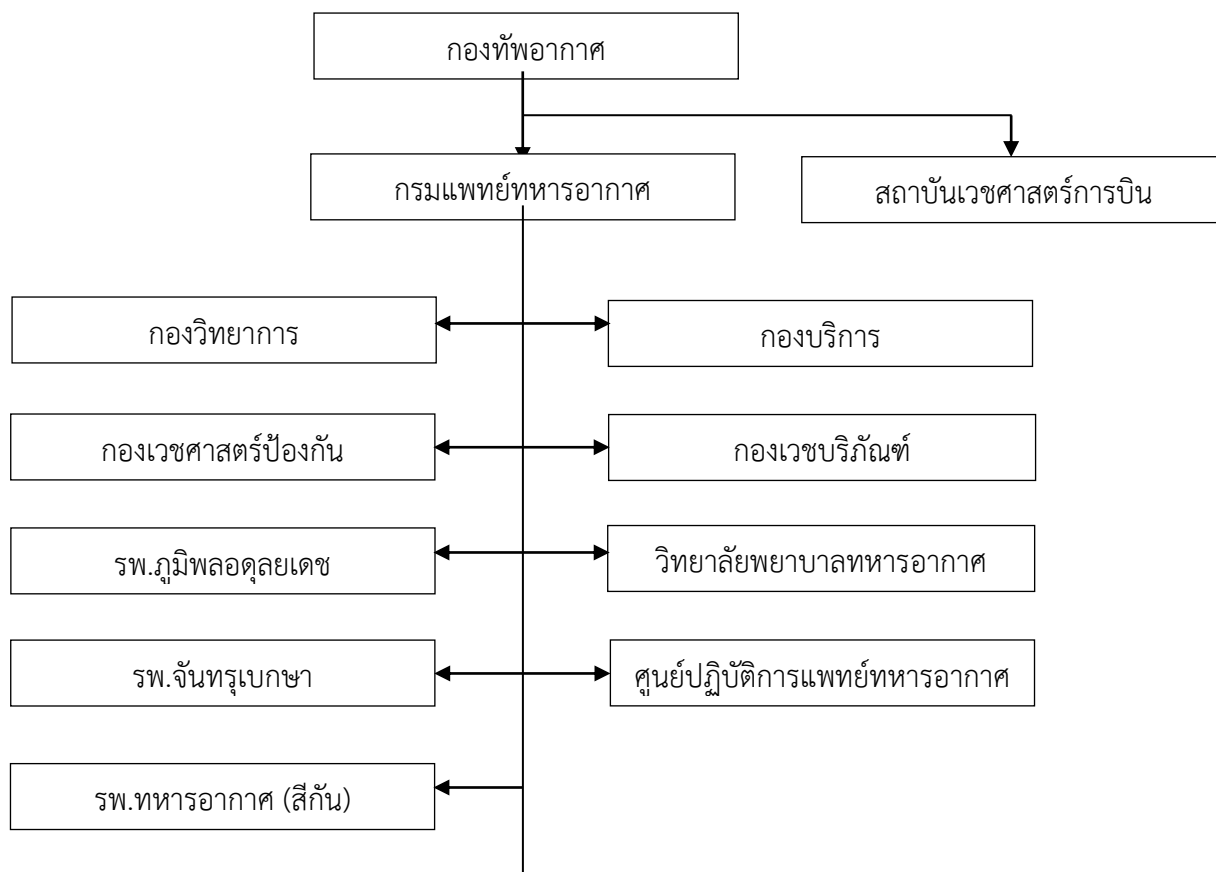 กองทัพอากาศ
กรมแพทย์ทหารอากาศ
สถาบันเวชศาสตร์การบิน
กองวิทยาการ
กองบริการ
กองเวชศาสตร์ป้องกัน
กองเวชบริภัณฑ์
รพ.ภูมิพลอดุลยเดช
วิทยาลัยพยาบาลทหารอากาศ
รพ.จันทรุเบกษา
ศูนย์ปฏิบัติการแพทย์ทหารอากาศ
รพ.ทหารอากาศ (สีกัน)